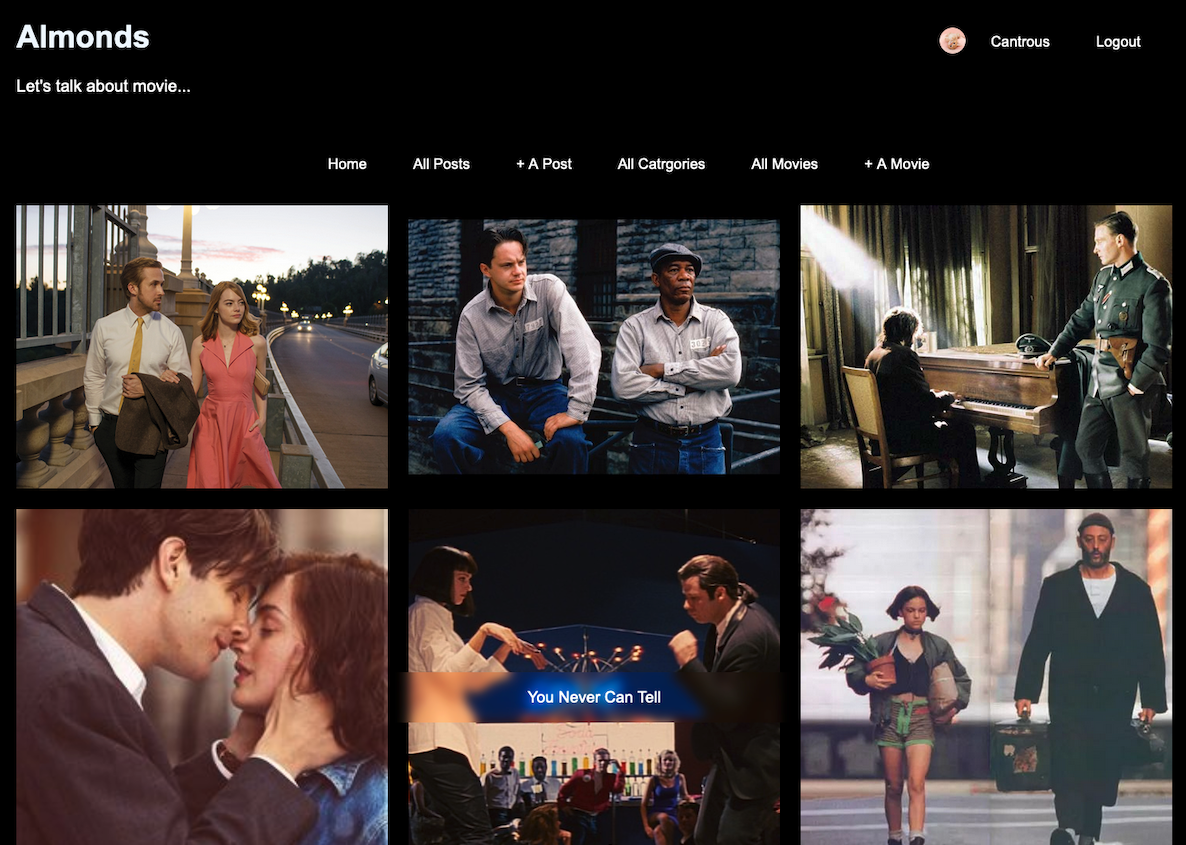 Almonds
Cantrous
Logout
Let's talk about movie...
Home
All Posts
+ A Post
All Catrgories
All Movies
+ A Movie
You Never Can Tell